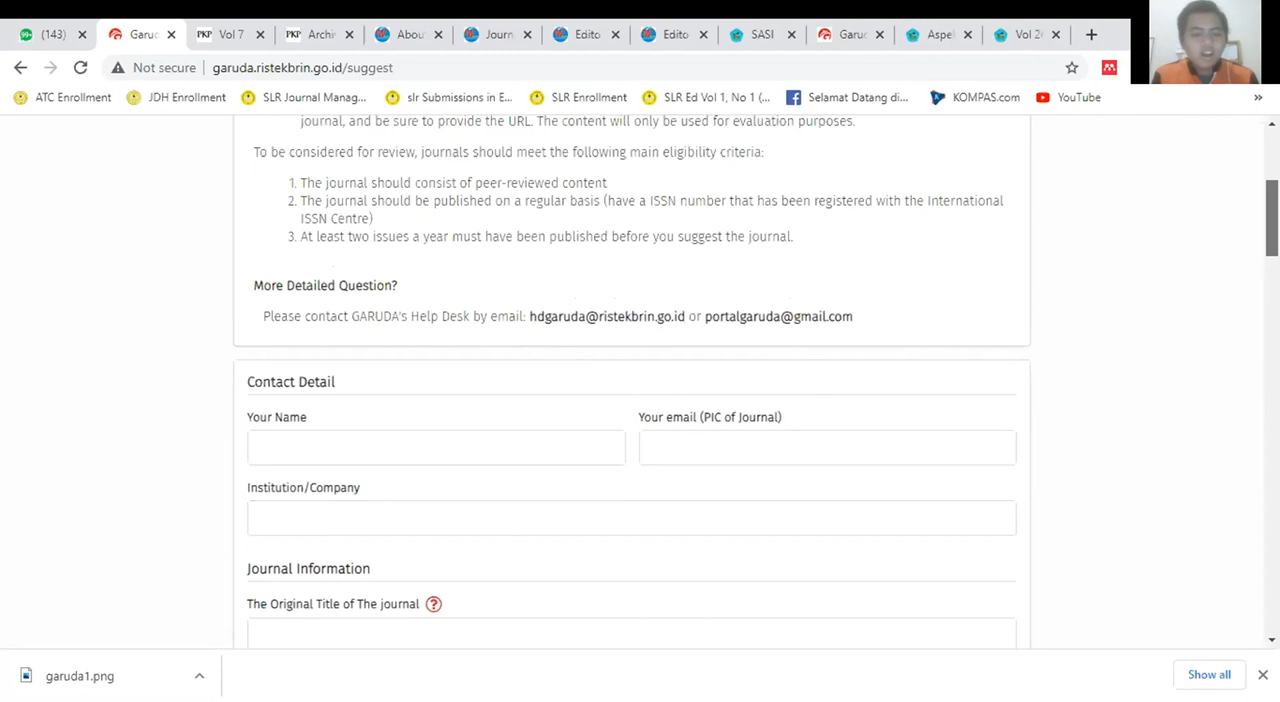 (143)
Garuc
PKP Vol 7
PKP Archiv
Abou
Journ
Edito
Edito
SASI
Garuc
Aspel
Vol 2
Not secure
garuda.ristekbrin.go.id/suggest
ATC Enrollment
JDH Enrollment
SLR Journal Manag...
slr Submissions in E...
SLR Enrollment
SLR Ed Vol 1, No 1 (...
Selamat Datang di...
KOMPAS.com
YouTube
»
journal, and be sure to provide the URL. The content will only be used for evaluation purposes.
To be considered for review, journals should meet the following main eligibility criteria:
1. The journal should consist of peer-reviewed content
2. The journal should be published on a regular basis (have a ISSN number that has been registered with the International
ISSN Centre)
3. At least two issues a year must have been published before you suggest the journal.
More Detailed Question?
Please contact GARUDA's Help Desk by email: hdgaruda@ristekbrin.go.id or portalgaruda@gmail.com
Contact Detail
Your Name
Your email (PIC of Journal)
Institution/Company
Journal Information
The Original Title of The journal ?
garuda1.png
Show all